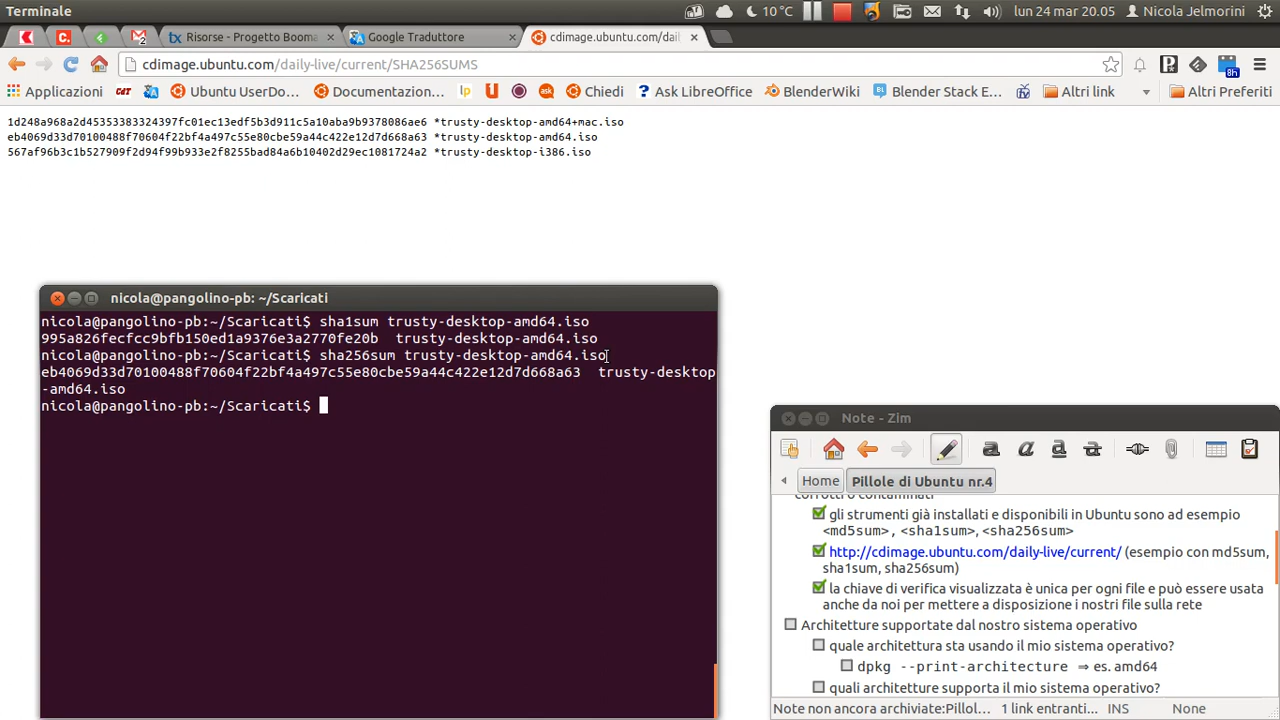 Terminale
10 °C
lun 24 mar 20.05
Nicola Jelmorini
2
Risorse - Progetto Booma
Google Traduttore
cdimage.ubuntu.com/dail
cdimage.ubuntu.com/daily-live/current/SHA256SUMS
8h
Applicazioni
CAT
Ubuntu UserDo...
Documentazion...
lp
Chiedi
Ask LibreOffice
BlenderWiki
Blender Stack E...
Altri link
Altri Preferiti
1d248a968a2d45353383324397fc01ec13edf5b3d911c5a10aba9b9378086ae6 *trusty-desktop-amd64+mac.iso
eb4069d33d70100488f70604f22bf4a497c55e80cbe59a44c422e12d7d668a63 *trusty-desktop-amd64.iso
567af96b3c1b527909f2d94f99b933e2f8255bad84a6b10402d29ec1081724a2 *trusty-desktop-i386.iso
nicola@pangolino-pb: ~/Scaricati
nicola@pangolino-pb:~/Scaricati$ sha1sum trusty-desktop-amd64.iso
995a826fecfcc9bfb150ed1a9376e3a2770fe20b  trusty-desktop-amd64.iso
nicola@pangolino-pb:~/Scaricati$ sha256sum trusty-desktop-amd64.iso
eb4069d33d70100488f70604f22bf4a497c55e80cbe59a44c422e12d7d668a63  trusty-desktop
-amd64.iso
nicola@pangolino-pb:~/Scaricati$
Note - Zim
Home
Pillole di Ubuntu nr.4
corrotti o contaminati
gli strumenti già installati e disponibili in Ubuntu sono ad esempio
<md5sum>, <sha1sum>, <sha256sum>
http://cdimage.ubuntu.com/daily-live/current/ (esempio con md5sum,
sha1sum, sha256sum)
la chiave di verifica visualizzata è unica per ogni file e può essere usata
anche da noi per mettere a disposizione i nostri file sulla rete
Architetture supportate dal nostro sistema operativo
quale architettura sta usando il mio sistema operativo?
dpkg --print-architecture ⇒ es. amd64
quali architetture supporta il mio sistema operativo?
Note non ancora archiviate:Pillol...
1 link entranti...
INS
None